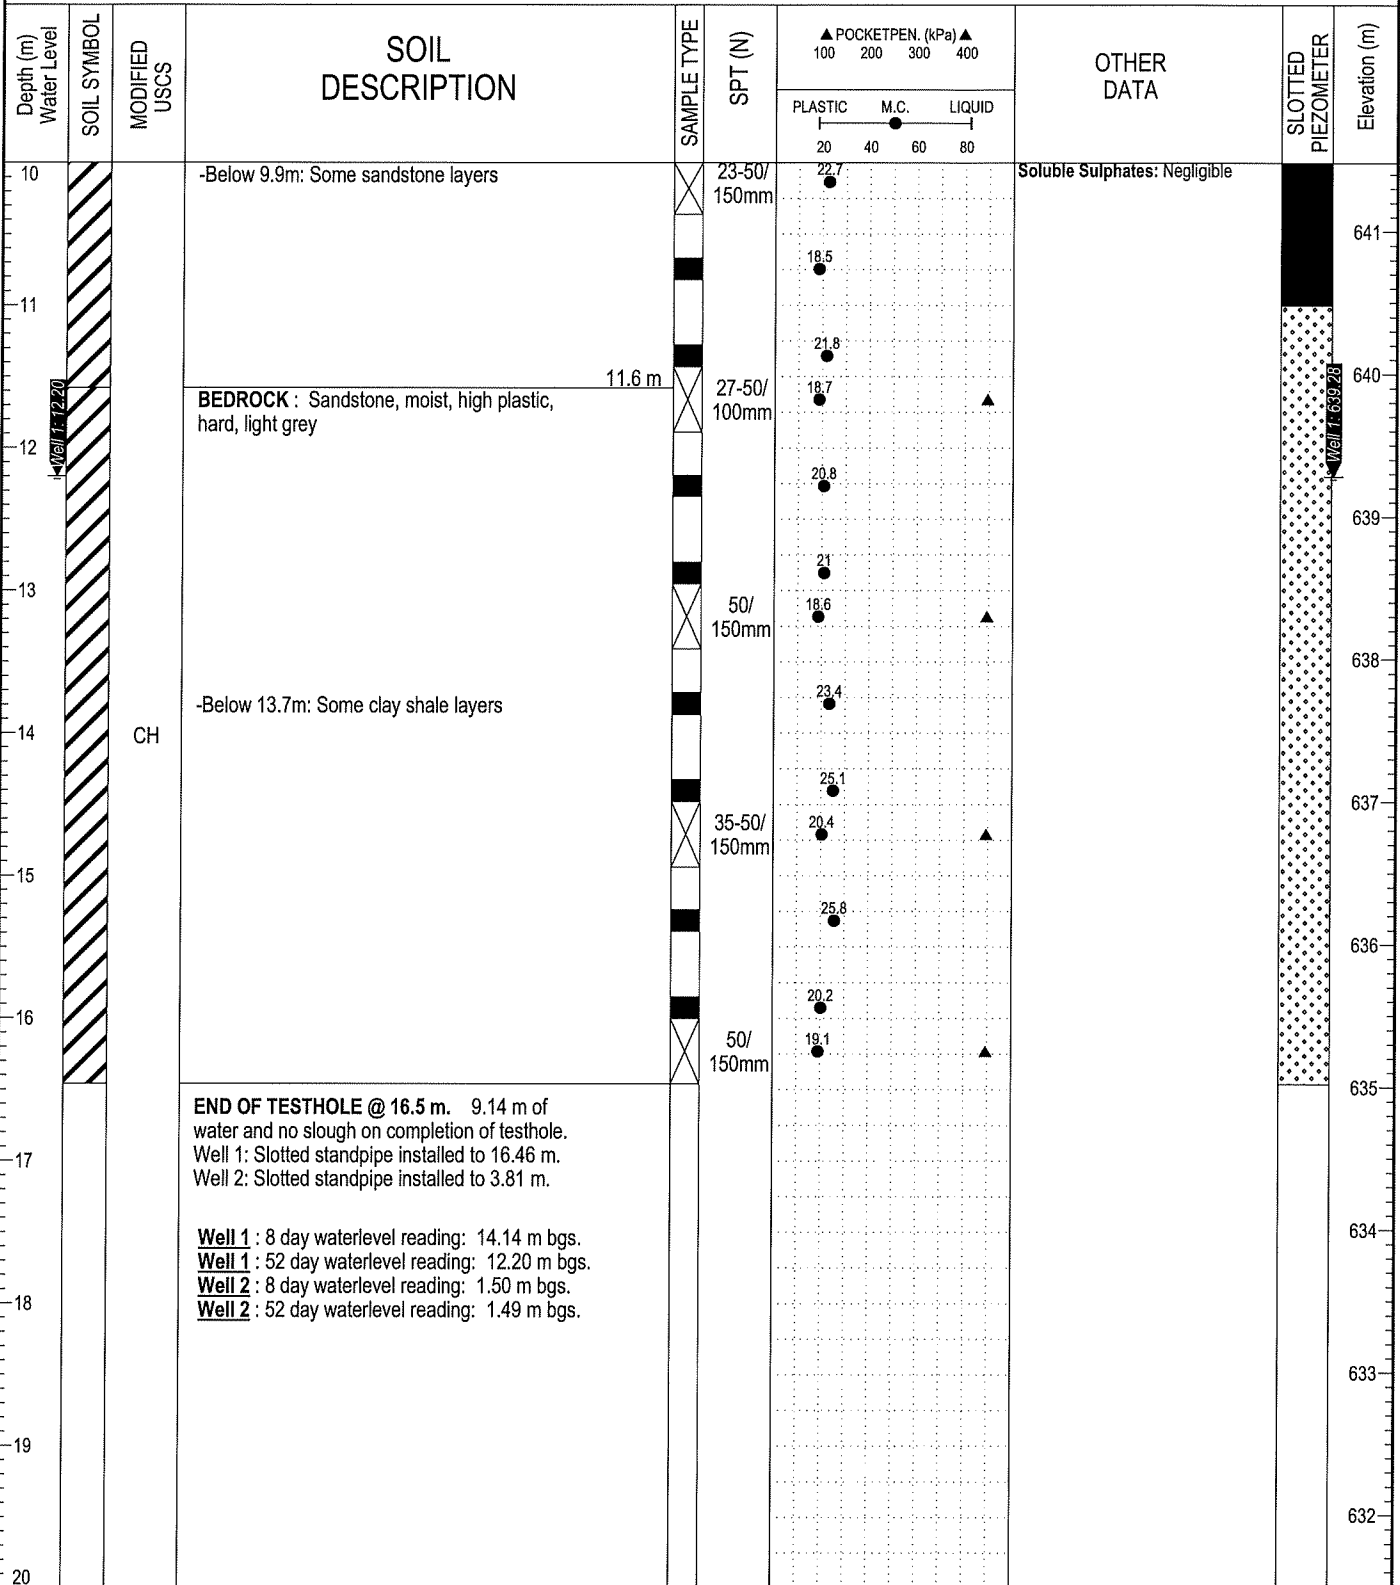 Depth (m)
Water Level
SOIL SYMBOL
MODIFIED
USCS
SOIL
DESCRIPTION
SAMPLE TYPE
SPT (N)
▲ POCKETPEN. (kPa) ▲
100 200 300 400
PLASTIC M.C. LIQUID
20 40 60 80
OTHER
DATA
SLOTTED
PIEZOMETER
Elevation (m)
10
-Below 9.9m: Some sandstone layers
23-50/
150mm
22.7
Soluble Sulphates: Negligible
641
18.5
11
21.8
11.6 m
640
Well 1: 12.20
BEDROCK : Sandstone, moist, high plastic,
hard, light grey
27-50/
100mm
18.7
Well 1: 639.28
12
20.8
639
21
13
50/
150mm
18.6
638
-Below 13.7m: Some clay shale layers
23.4
14
CH
25.1
637
35-50/
150mm
20.4
15
25.8
636
20.2
16
50/
150mm
19.1
635
END OF TESTHOLE @ 16.5 m. 9.14 m of
water and no slough on completion of testhole.
Well 1: Slotted standpipe installed to 16.46 m.
Well 2: Slotted standpipe installed to 3.81 m.
17
Well 1 : 8 day waterlevel reading: 14.14 m bgs.
Well 1 : 52 day waterlevel reading: 12.20 m bgs.
Well 2 : 8 day waterlevel reading: 1.50 m bgs.
Well 2 : 52 day waterlevel reading: 1.49 m bgs.
634
18
633
19
632
20